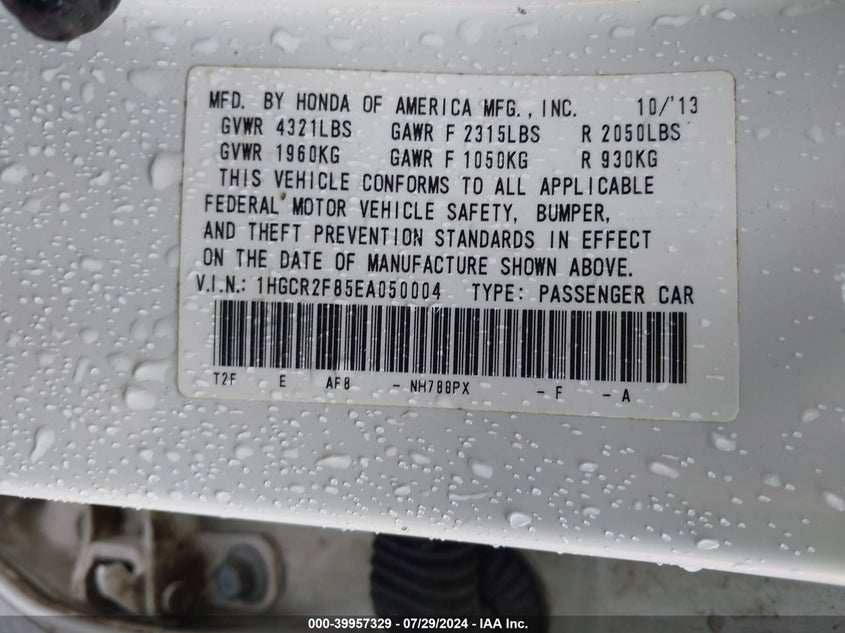 MFD. BY HONDA OF AMERICA MFG., INC. 10/'13
GVWR 4321LBS GAWR F 2315LBS R 2050LBS
GVWR 1960KG GAWR F 1050KG R 930KG
THIS VEHICLE CONFORMS TO ALL APPLICABLE
FEDERAL MOTOR VEHICLE SAFETY, BUMPER,
AND THEFT PREVENTION STANDARDS IN EFFECT
ON THE DATE OF MANUFACTURE SHOWN ABOVE.
V.I.N.: 1HGCR2F85EA050004 TYPE: PASSENGER CAR
T2F E AF8 - NH788PX - F - A
000-39957329 / 07/29/2024 - IAA Inc.